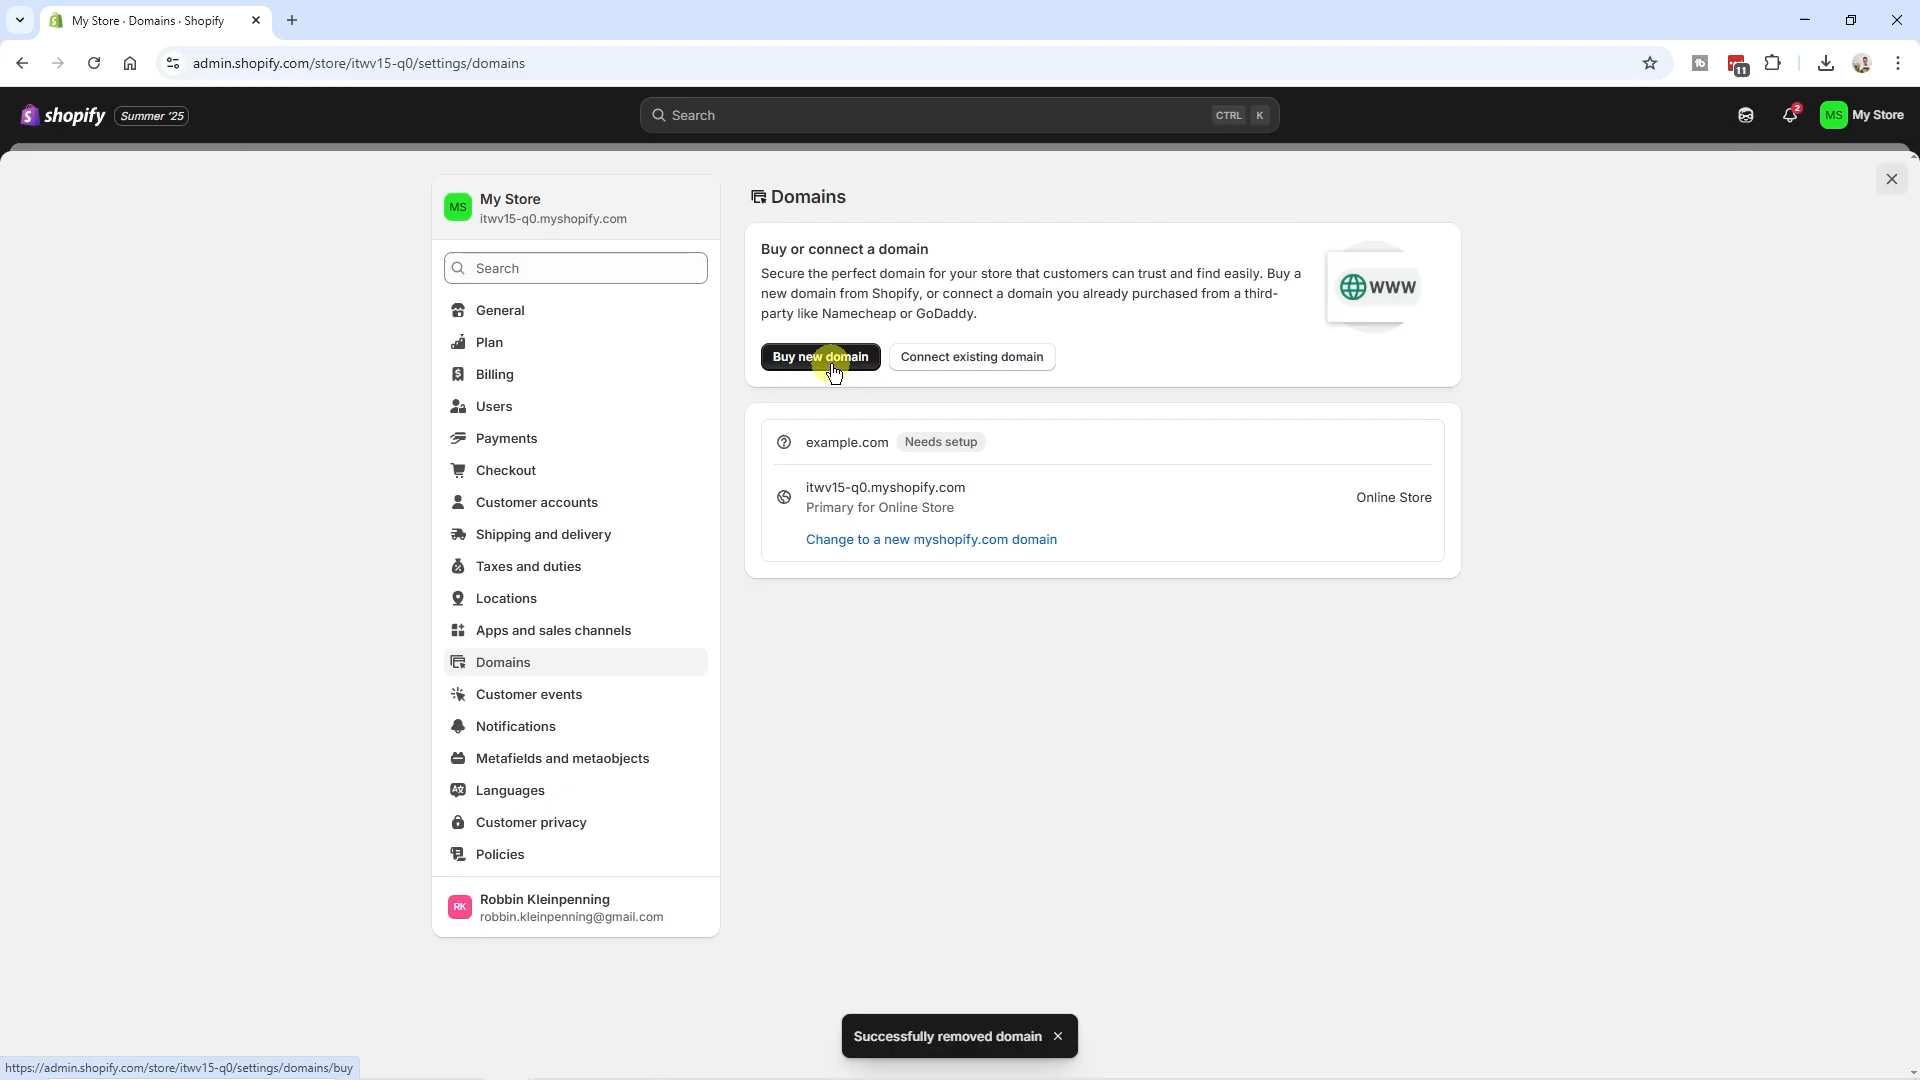 My Store · Domains · Shopify
admin.shopify.com/store/itwv15-q0/settings/domains
11
shopify
Summer '25
Search
CTRL K
2
MS
My Store
MS
My Store
itwv15-q0.myshopify.com
Search
General
Plan
Billing
Users
Payments
Checkout
Customer accounts
Shipping and delivery
Taxes and duties
Locations
Apps and sales channels
Domains
Customer events
Notifications
Metafields and metaobjects
Languages
Customer privacy
Policies
RK
Robbin Kleinpenning
robbin.kleinpenning@gmail.com
Domains
Buy or connect a domain
Secure the perfect domain for your store that customers can trust and find easily. Buy a
new domain from Shopify, or connect a domain you already purchased from a third-
party like Namecheap or GoDaddy.
WWW
Buy new domain
Connect existing domain
example.com Needs setup
itwv15-q0.myshopify.com
Primary for Online Store
Online Store
Change to a new myshopify.com domain
Successfully removed domain
https://admin.shopify.com/store/itwv15-q0/settings/domains/buy